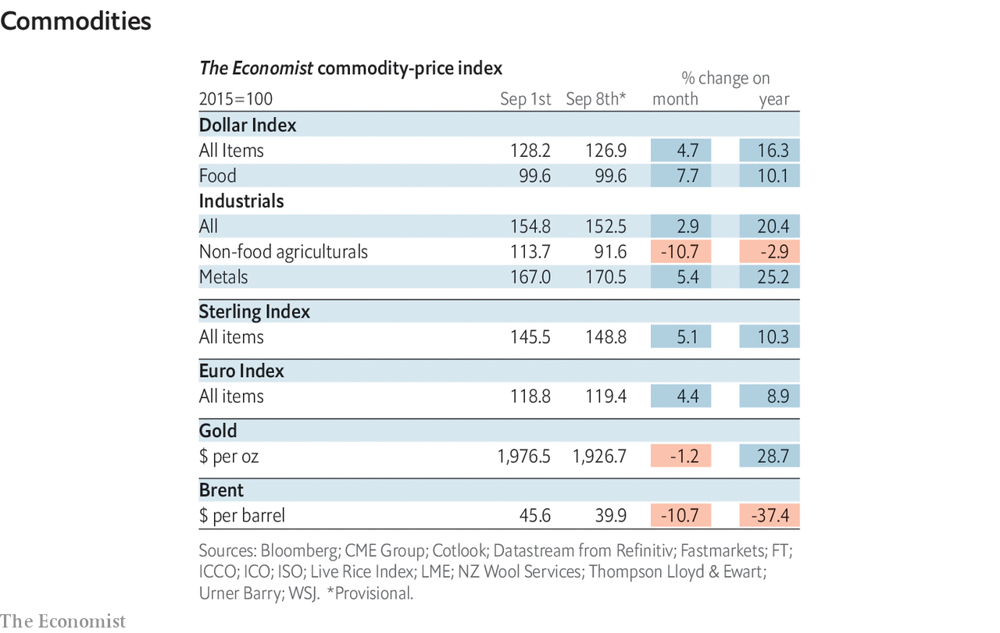 Commodities
The Economist commodity-price index
% change on
2015=100 Sep 1st Sep 8th* month year
Dollar Index
All Items 128.2 126.9 4.7 16.3
Food 99.6 99.6 7.7 10.1
Industrials
All 154.8 152.5 2.9 20.4
Non-food agriculturals 113.7 91.6 -10.7 -2.9
Metals 167.0 170.5 5.4 25.2
Sterling Index
All items 145.5 148.8 5.1 10.3
Euro Index
All items 118.8 119.4 4.4 8.9
Gold
$ per oz 1,976.5 1,926.7 -1.2 28.7
Brent
$ per barrel 45.6 39.9 -10.7 -37.4
Sources: Bloomberg; CME Group; Cotlook; Datastream from Refinitiv; Fastmarkets; FT;
ICCO; ICO; ISO; Live Rice Index; LME; NZ Wool Services; Thompson Lloyd & Ewart;
Urner Barry; WSJ. *Provisional.
The Economist